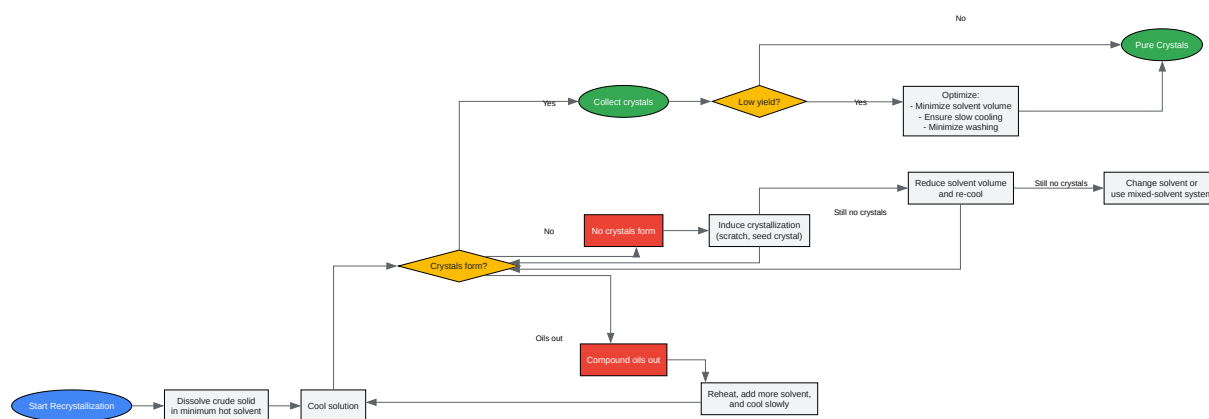 No
Pure Crystals
Yes
Collect crystals
Low yield?
Yes
Optimize:
- Minimize solvent volume
- Ensure slow cooling
- Minimize washing
Reduce solvent volume
and re-cool
Still no crystals
Change solvent or
use mixed-solvent system
Still no crystals
No
No crystals form
Induce crystallization
(scratch, seed crystal)
Crystals form?
Oils out
Compound oils out
Reheat, add more solvent,
and cool slowly
Start Recrystallization
Dissolve crude solid
in minimum hot solvent
Cool solution